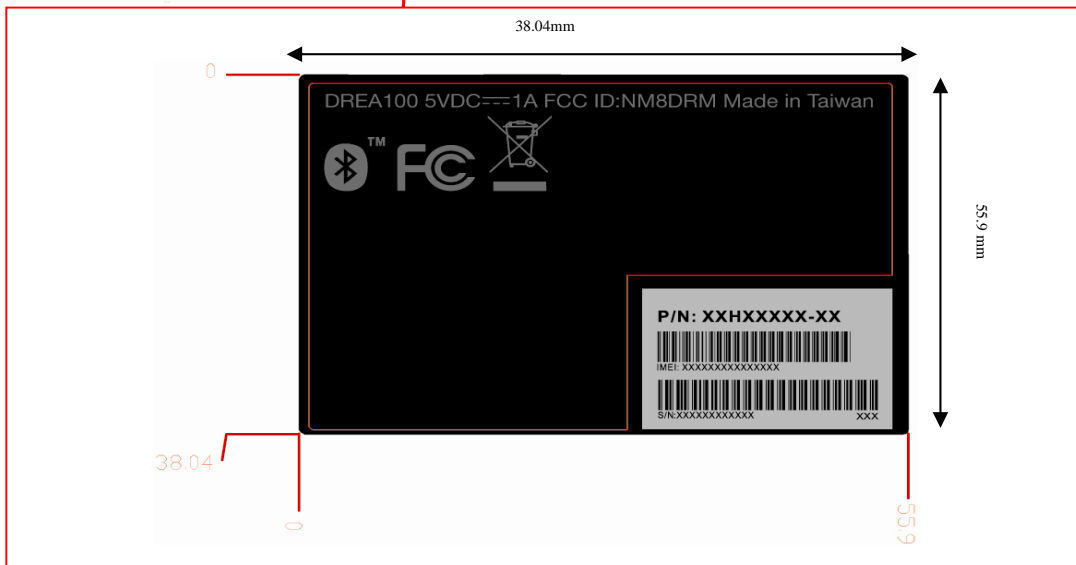 38.04mm
0
DREA100 5VDC⎓1A FCC ID:NM8DRM Made in Taiwan
TM
FC
55.9 mm
P/N: XXHXXXXX-XX
IMEI: XXXXXXXXXXXXXXX
S/N:XXXXXXXXXXXX XXX
38.04
0
55.9